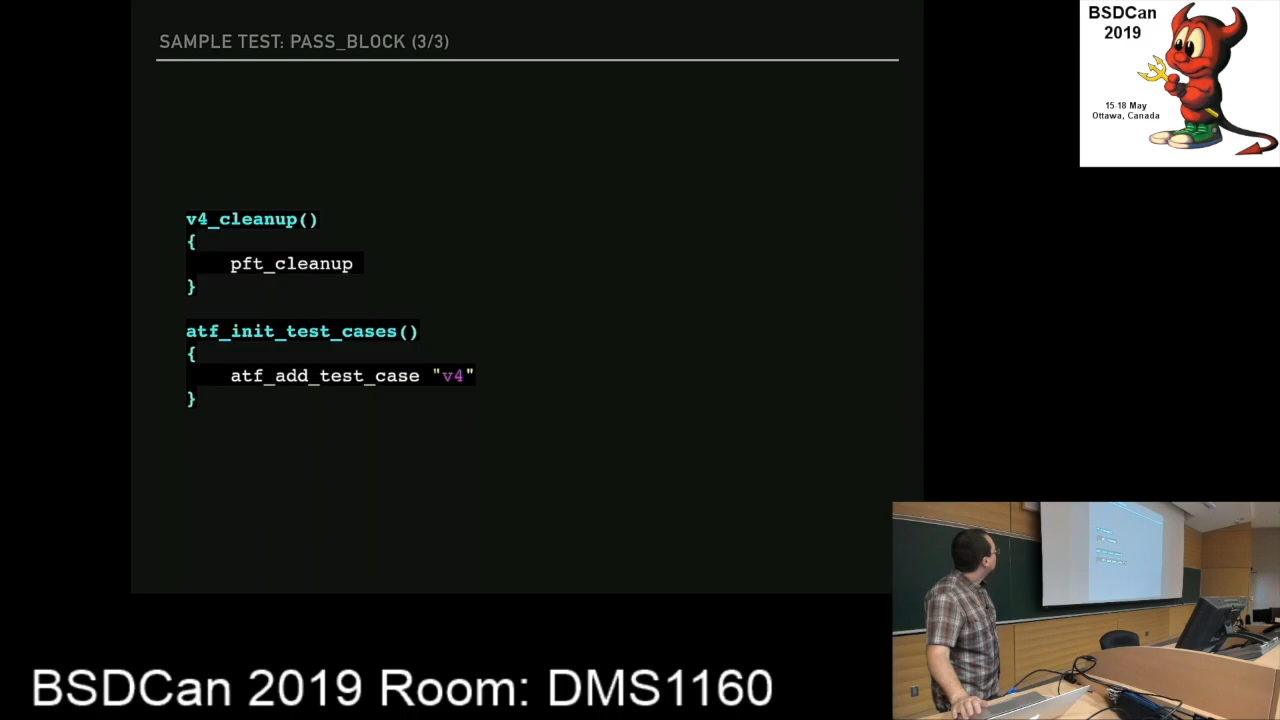 SAMPLE TEST: PASS_BLOCK (3/3)
v4_cleanup()
{
pft_cleanup
}
atf_init_test_cases()
{
atf_add_test_case "v4"
}
BSDCan
2019
15-18 May
Ottawa, Canada
BSDCan 2019 Room: DMS1160